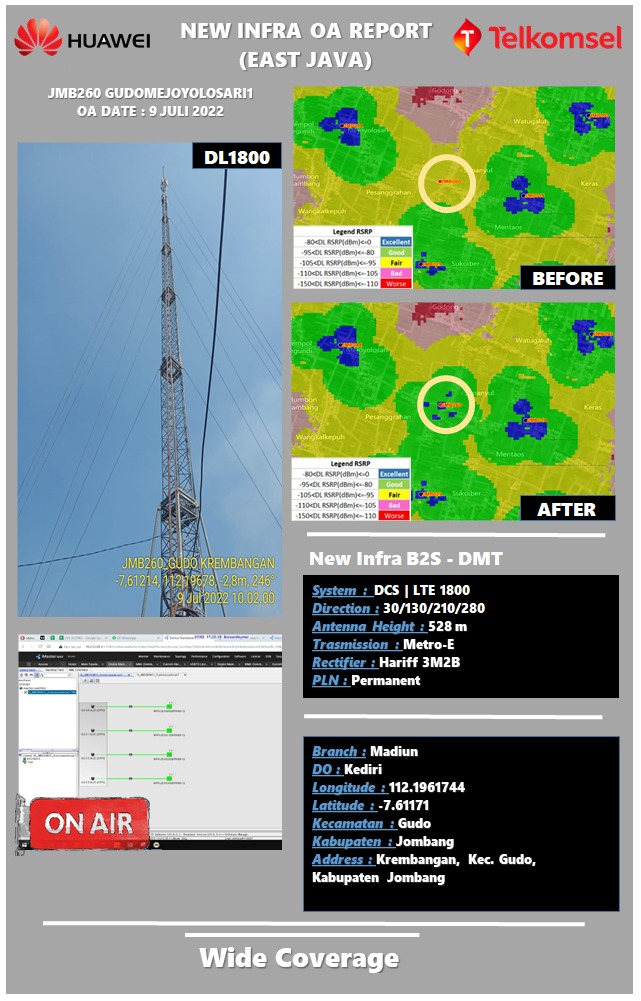 HUAWEI
NEW INFRA OA REPORT
(EAST JAVA)
Telkomsel
JMB260 GUDOMEJOYOLOSARI1
OA DATE : 9 JULI 2022
DL1800
JMB260_GUDO KREMBANGAN
-7,61214, 112,19678, -2,8m, 246°
9 Jul 2022 10.02.00
ON AIR
Godong
Watugaluh
Pesanggrahan
Keras
Wangkalkepuh
Mentaos
Sukoiber
Legend RSRP
-80<DL RSRP(dBm)<=0 Excellent
-95<DL RSRP(dBm)<=-80 Good
-105<DL RSRP(dBm)<=-95 Fair
-110<DL RSRP(dBm)<=-105 Bad
-150<DL RSRP(dBm)<=-110 Worse
BEFORE
Godong
Watugaluh
Pesanggrahan
Keras
Wangkalkepuh
Mentaos
Sukoiber
Legend RSRP
-80<DL RSRP(dBm)<=0 Excellent
-95<DL RSRP(dBm)<=-80 Good
-105<DL RSRP(dBm)<=-95 Fair
-110<DL RSRP(dBm)<=-105 Bad
-150<DL RSRP(dBm)<=-110 Worse
AFTER
New Infra B2S - DMT
System : DCS | LTE 1800
Direction : 30/130/210/280
Antenna Height : 528 m
Trasmission : Metro-E
Rectifier : Hariff 3M2B
PLN : Permanent
Branch : Madiun
DO : Kediri
Longitude : 112.1961744
Latitude : -7.61171
Kecamatan : Gudo
Kabupaten : Jombang
Address : Krembangan, Kec. Gudo,
Kabupaten Jombang
Wide Coverage